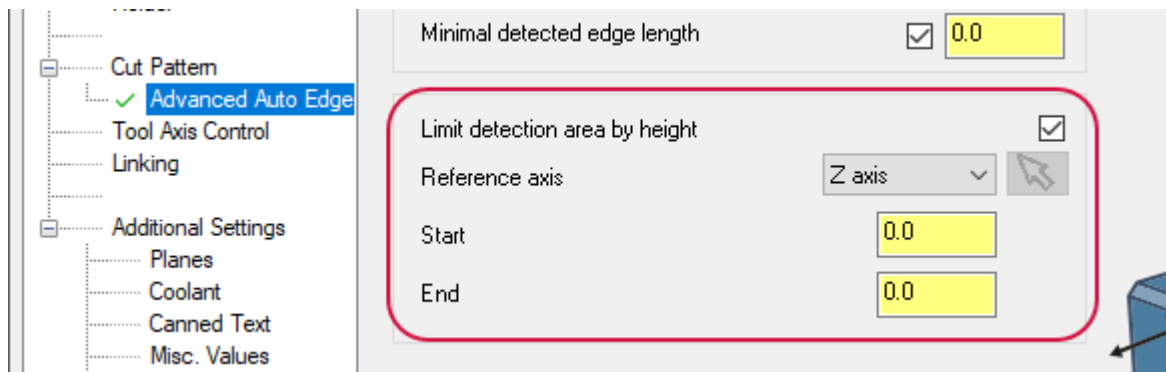 Minimal detected edge length 0.0
Cut Pattern
Advanced Auto Edge
Tool Axis Control
Linking
Additional Settings
Planes
Coolant
Canned Text
Misc. Values
Limit detection area by height
Reference axis Z axis
Start 0.0
End 0.0